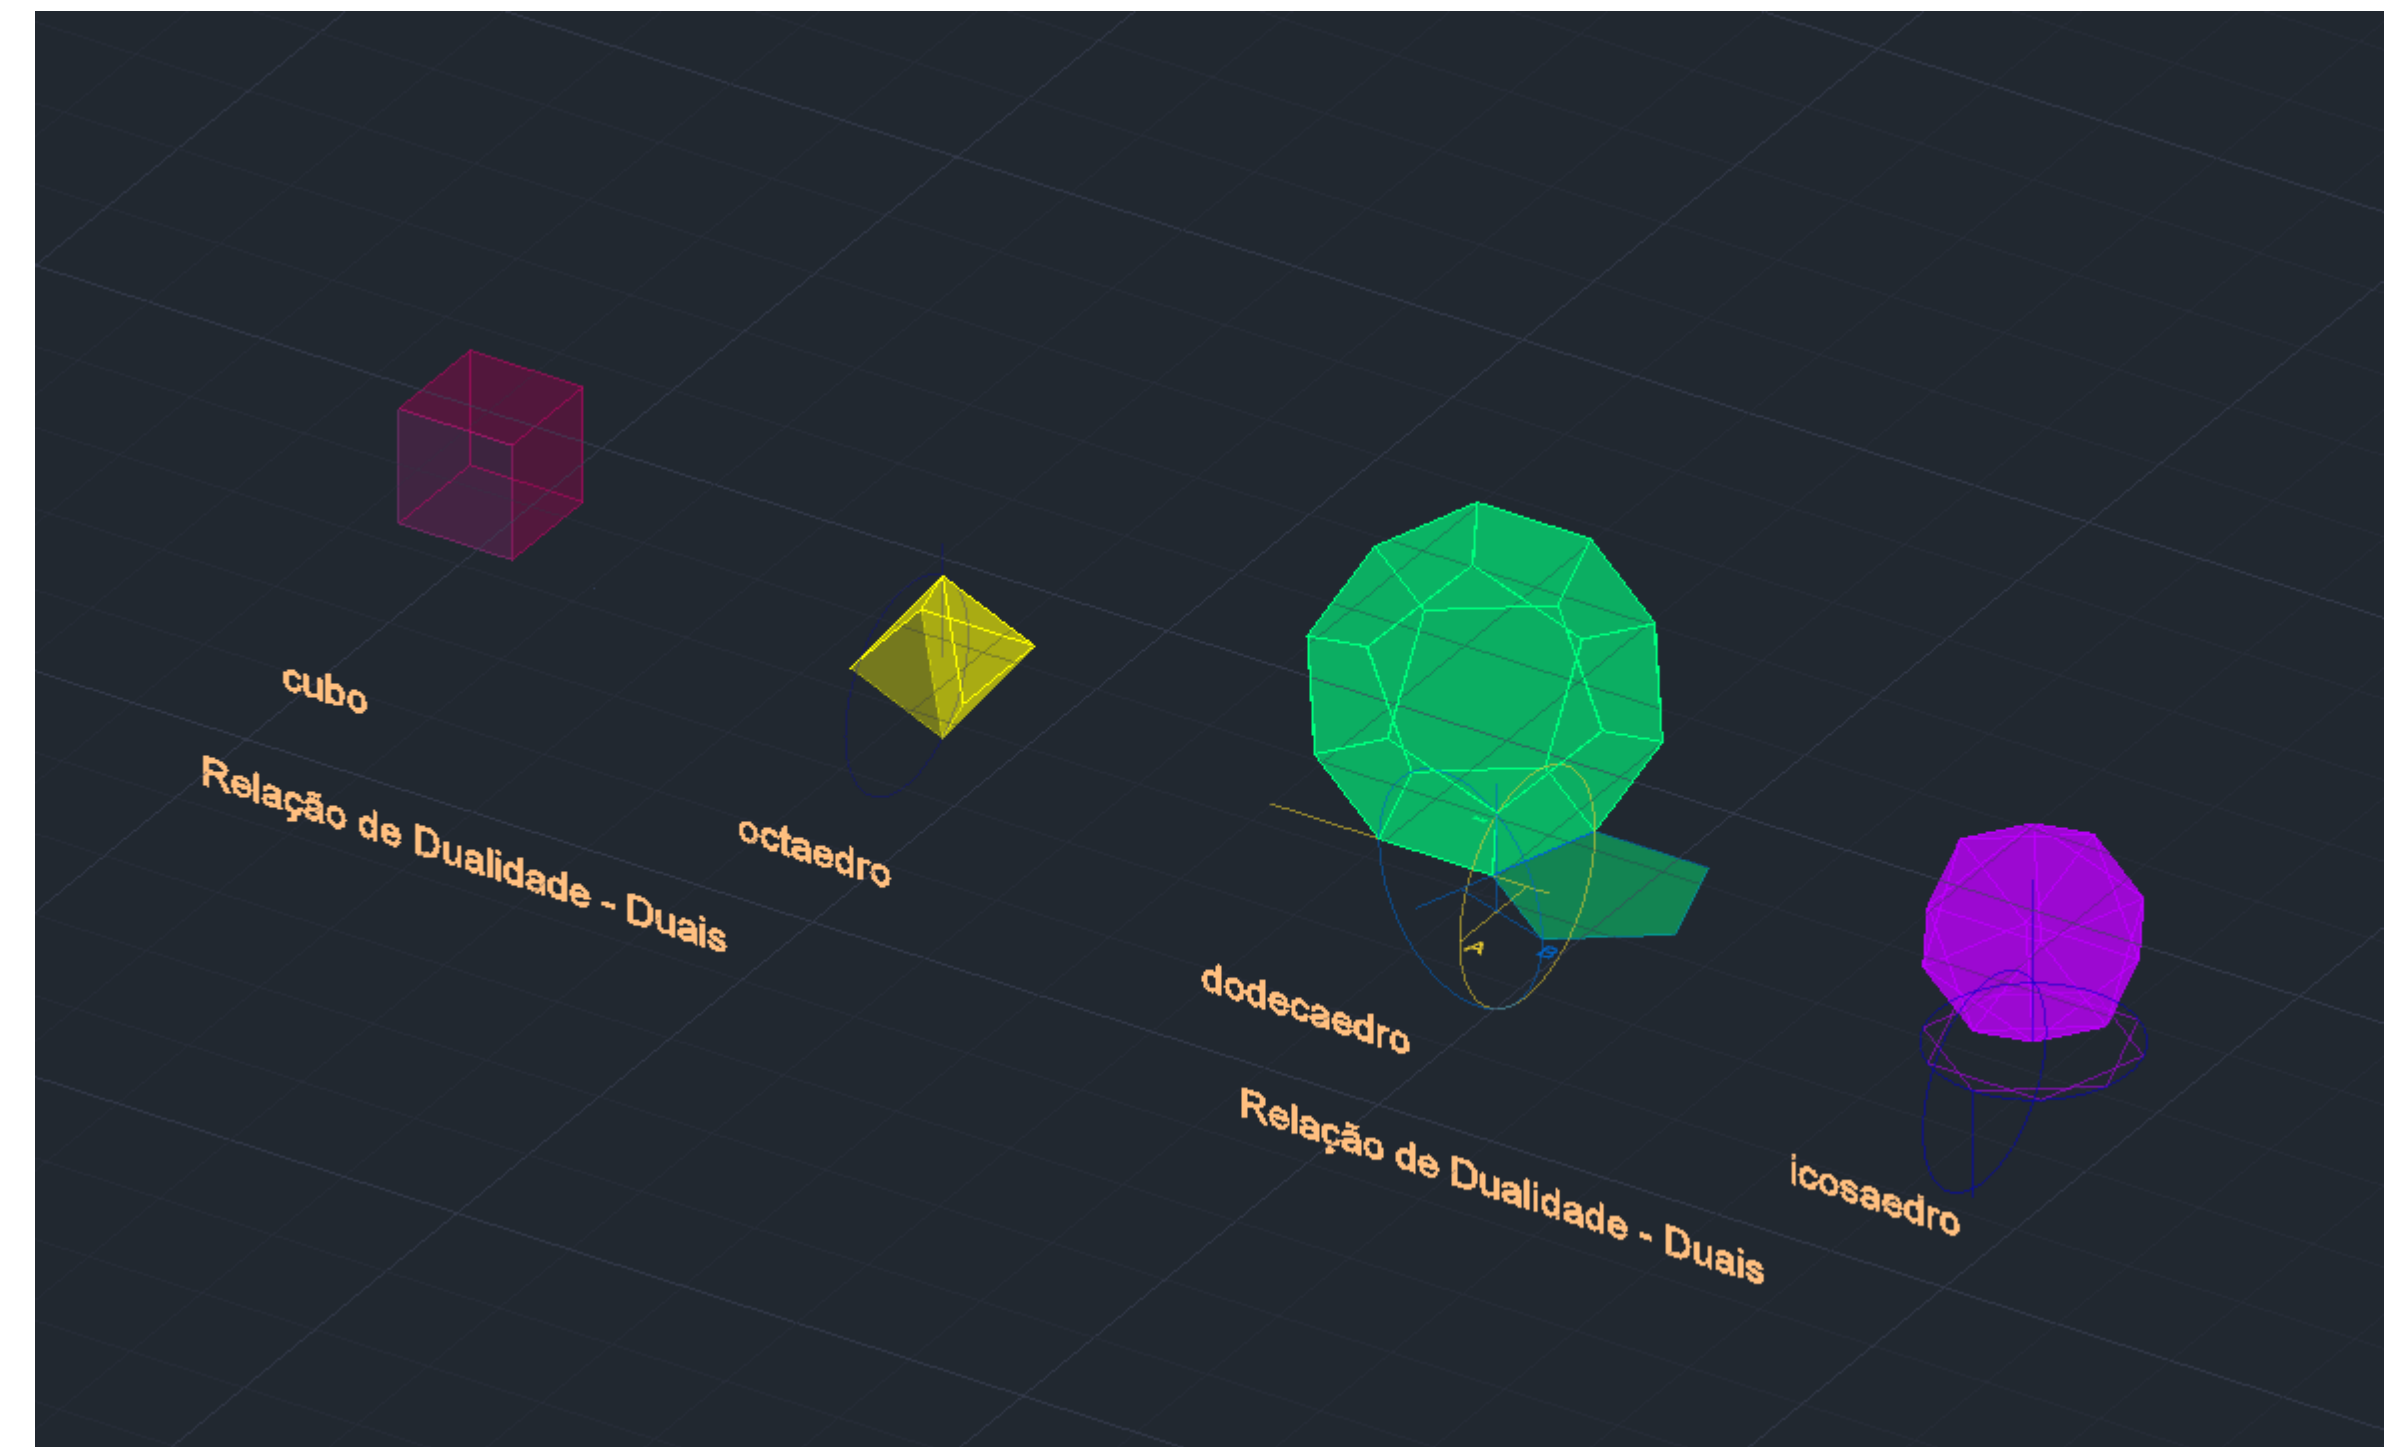 cubo
Relação de Dualidade - Duais
octaedro
A
B
dodecaedro
Relação de Dualidade - Duais
icosaedro